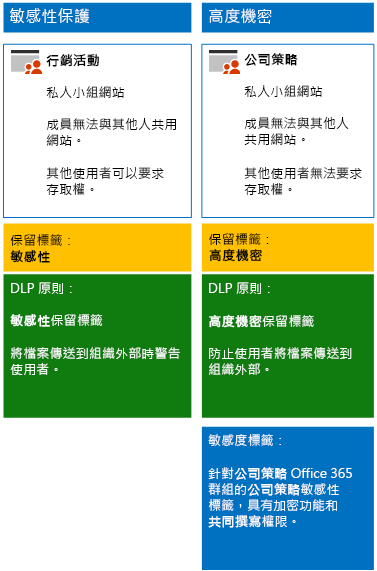 敏感性保護
行銷活動
私人小組網站
成員無法與其他人共用
網站。
其他使用者可以要求
存取權。
保留標籤：
敏感性
DLP 原則：
敏感性保留標籤
將檔案傳送到組織外部時警告
使用者。
高度機密
公司策略
私人小組網站
成員無法與其他人
共用網站。
其他使用者無法要求
存取權。
保留標籤：
高度機密
DLP 原則：
高度機密保留標籤
防止使用者將檔案傳送到
組織外部。
敏感度標籤：
針對公司策略 Office 365
群組的公司策略敏感性
標籤，具有加密功能和
共同撰寫權限。